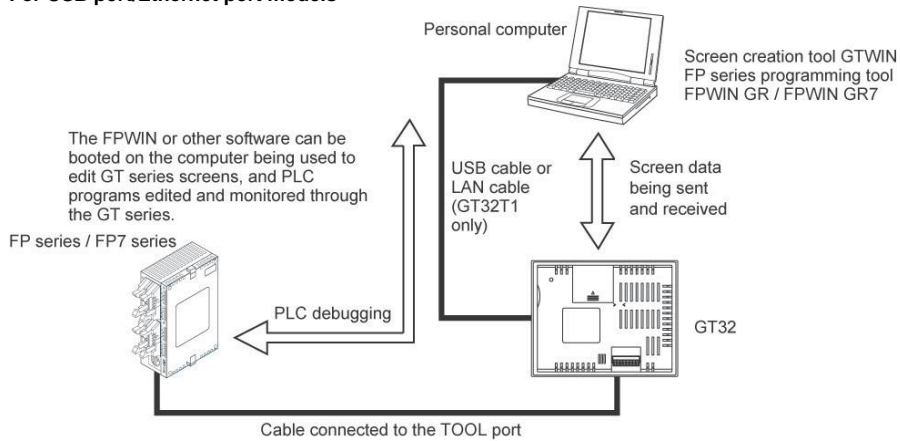 For USB port/Ethernet port models
Personal computer
Screen creation tool GTWIN
FP series programming tool
FPWIN GR / FPWIN GR7
The FPWIN or other software can be
booted on the computer being used to
edit GT series screens, and PLC
programs edited and monitored through
the GT series.
USB cable or
LAN cable
(GT32T1
only)
Screen data
being sent
and received
FP series / FP7 series
PLC debugging
GT32
Cable connected to the TOOL port